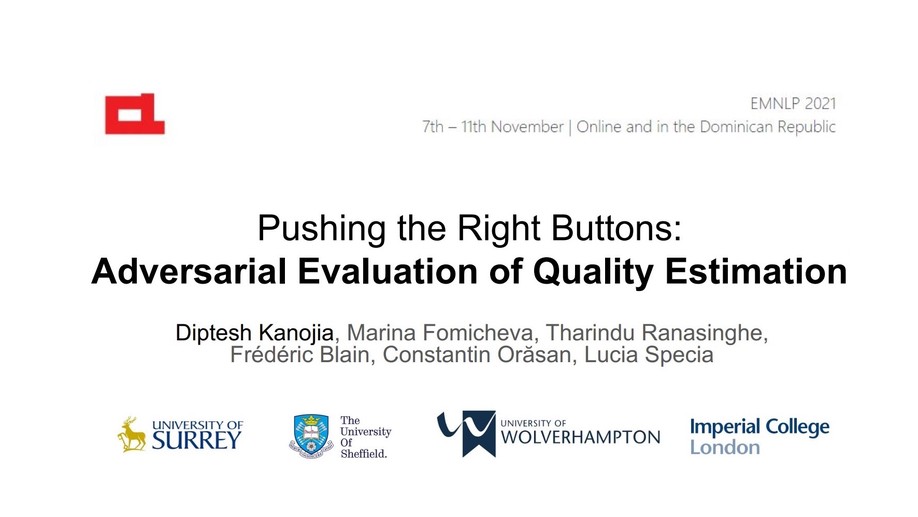 EMNLP 2021
7th – 11th November | Online and in the Dominican Republic
Pushing the Right Buttons:
Adversarial Evaluation of Quality Estimation
Diptesh Kanojia, Marina Fomicheva, Tharindu Ranasinghe,
Frédéric Blain, Constantin Orăsan, Lucia Specia
UNIVERSITY OF
SURREY
The
University
Of
Sheffield.
UNIVERSITY OF
WOLVERHAMPTON
Imperial College
London